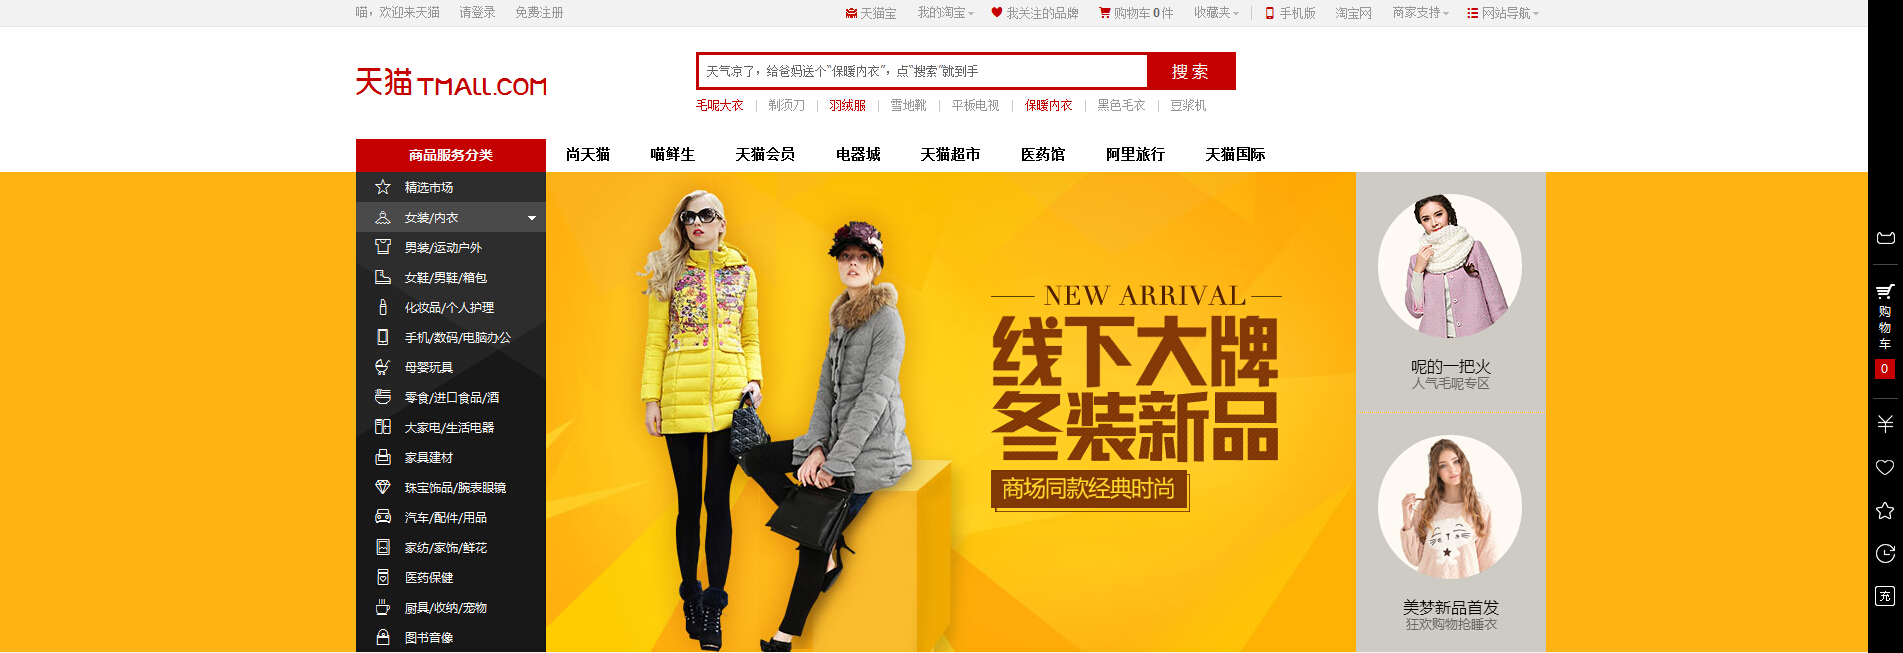 喵，欢迎来天猫 请登录 免费注册 天猫宝 我的淘宝 我关注的品牌 购物车0件 收藏夹 手机版 淘宝网 商家支持 网站导航
天猫 TMALL.COM
天气凉了，给爸妈送个“保暖内衣”，点“搜索”就到手 搜索
毛呢大衣 剃须刀 羽绒服 雪地靴 平板电视 保暖内衣 黑色毛衣 豆浆机
商品服务分类 尚天猫 喵鲜生 天猫会员 电器城 天猫超市 医药馆 阿里旅行 天猫国际
精选市场
女装/内衣
男装/运动户外
女鞋/男鞋/箱包
化妆品/个人护理
手机/数码/电脑办公
母婴玩具
零食/进口食品/酒
大家电/生活电器
家具建材
珠宝饰品/腕表眼镜
汽车/配件/用品
家纺/家饰/鲜花
医药保健
厨具/收纳/宠物
图书音像
NEW ARRIVAL
线下大牌
冬装新品
商场同款经典时尚
呢的一把火
人气毛呢专区
美梦新品首发
狂欢购物抢睡衣
购物车
0
充